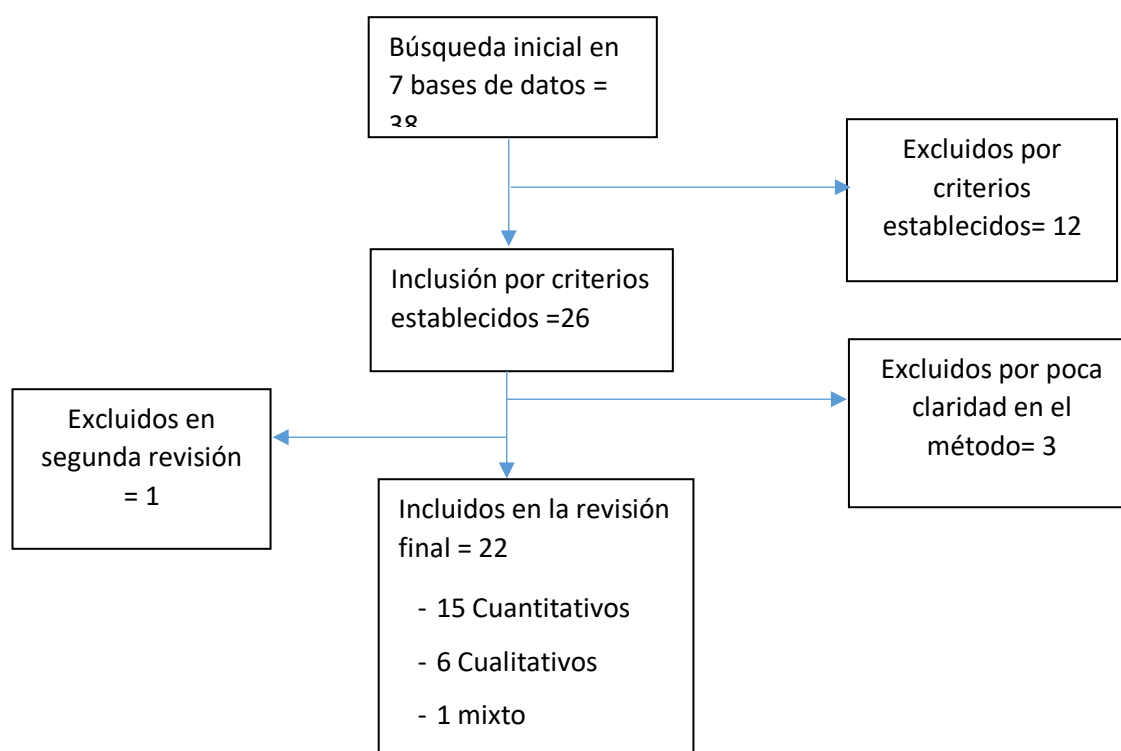 Búsqueda inicial en
7 bases de datos =
38
Excluidos por
criterios
establecidos= 12
Inclusión por criterios
establecidos =26
Excluidos por poca
claridad en el
método= 3
Excluidos en
segunda revisión
= 1
Incluidos en la revisión
final = 22
- 15 Cuantitativos
- 6 Cualitativos
- 1 mixto